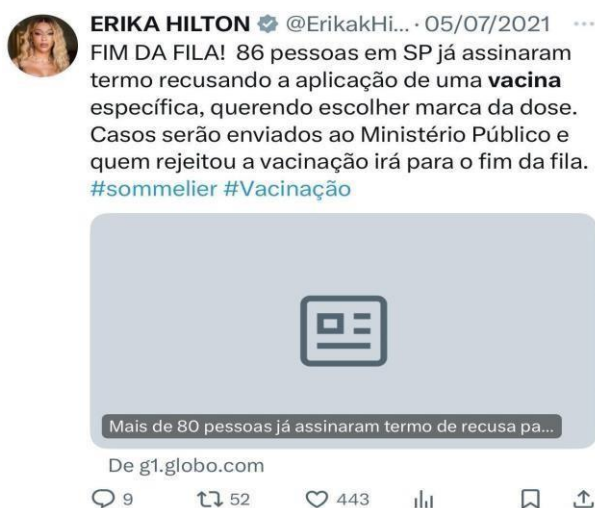 ERIKA HILTON @ErikakHi... · 05/07/2021 ...
FIM DA FILA! 86 pessoas em SP já assinaram
termo recusando a aplicação de uma vacina
específica, querendo escolher marca da dose.
Casos serão enviados ao Ministério Público e
quem rejeitou a vacinação irá para o fim da fila.
#sommelier #Vacinação
Mais de 80 pessoas já assinaram termo de recusa pa...
De g1.globo.com
9 52 443